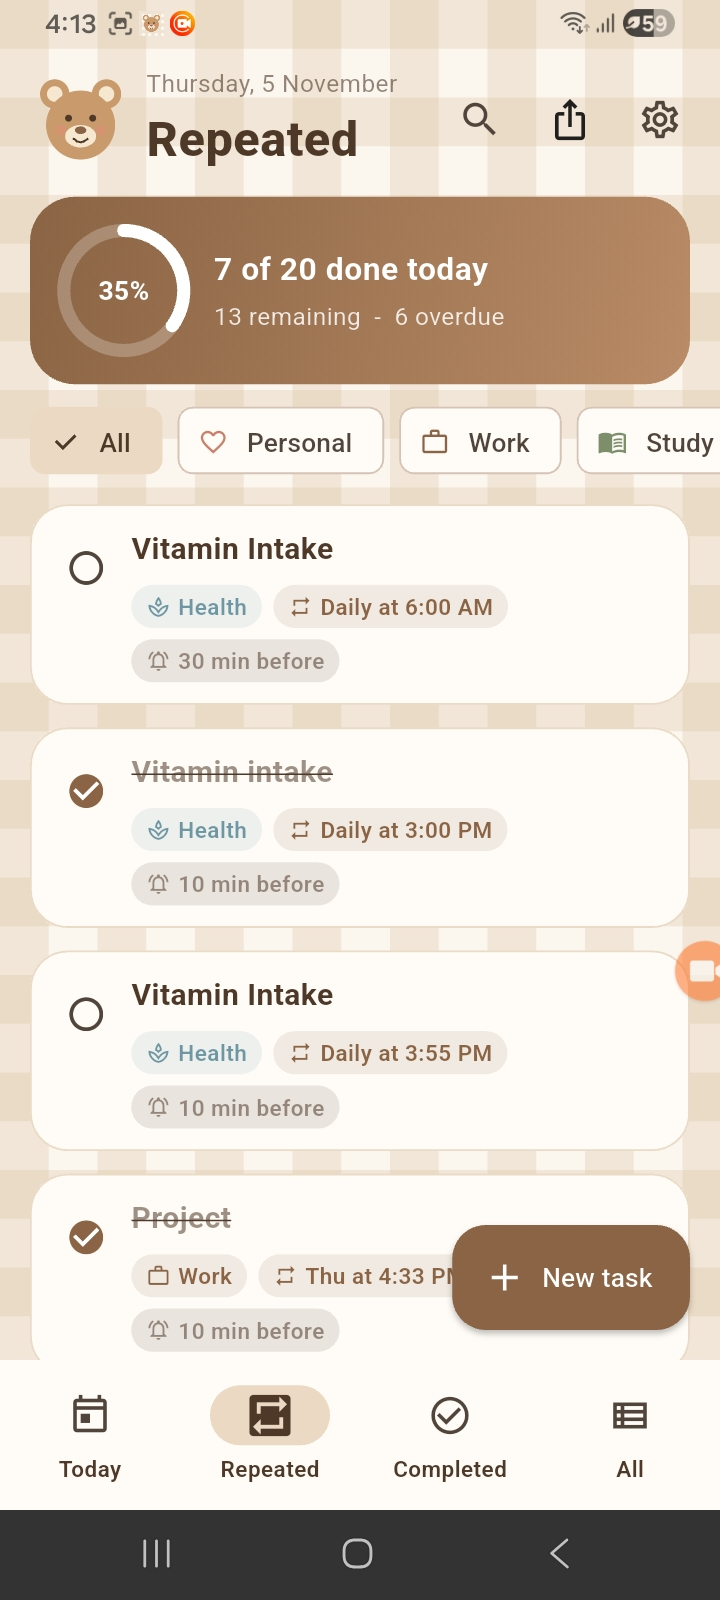 4:13
59
Thursday, 5 November
Repeated
35%
7 of 20 done today
13 remaining - 6 overdue
All
Personal
Work
Study
Vitamin Intake
Health
Daily at 6:00 AM
30 min before
Vitamin intake
Health
Daily at 3:00 PM
10 min before
Vitamin Intake
Health
Daily at 3:55 PM
10 min before
Project
Work
Thu at 4:33 PM
10 min before
New task
Today
Repeated
Completed
All